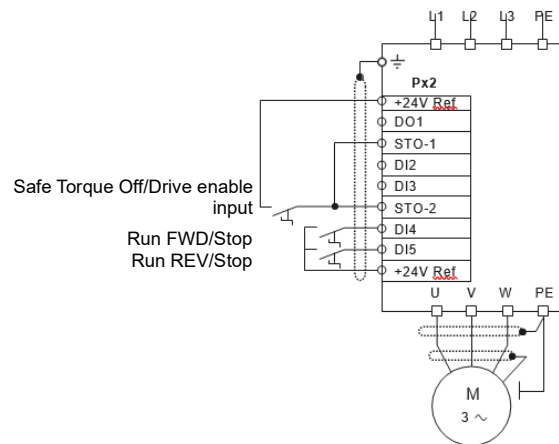 L1 L2 L3 PE
Px2
+24V Ref
DO1
STO-1
DI2
DI3
Safe Torque Off/Drive enable
input
STO-2
Run FWD/Stop
DI4
Run REV/Stop
DI5
+24V Ref
U V W PE
M
3 ~